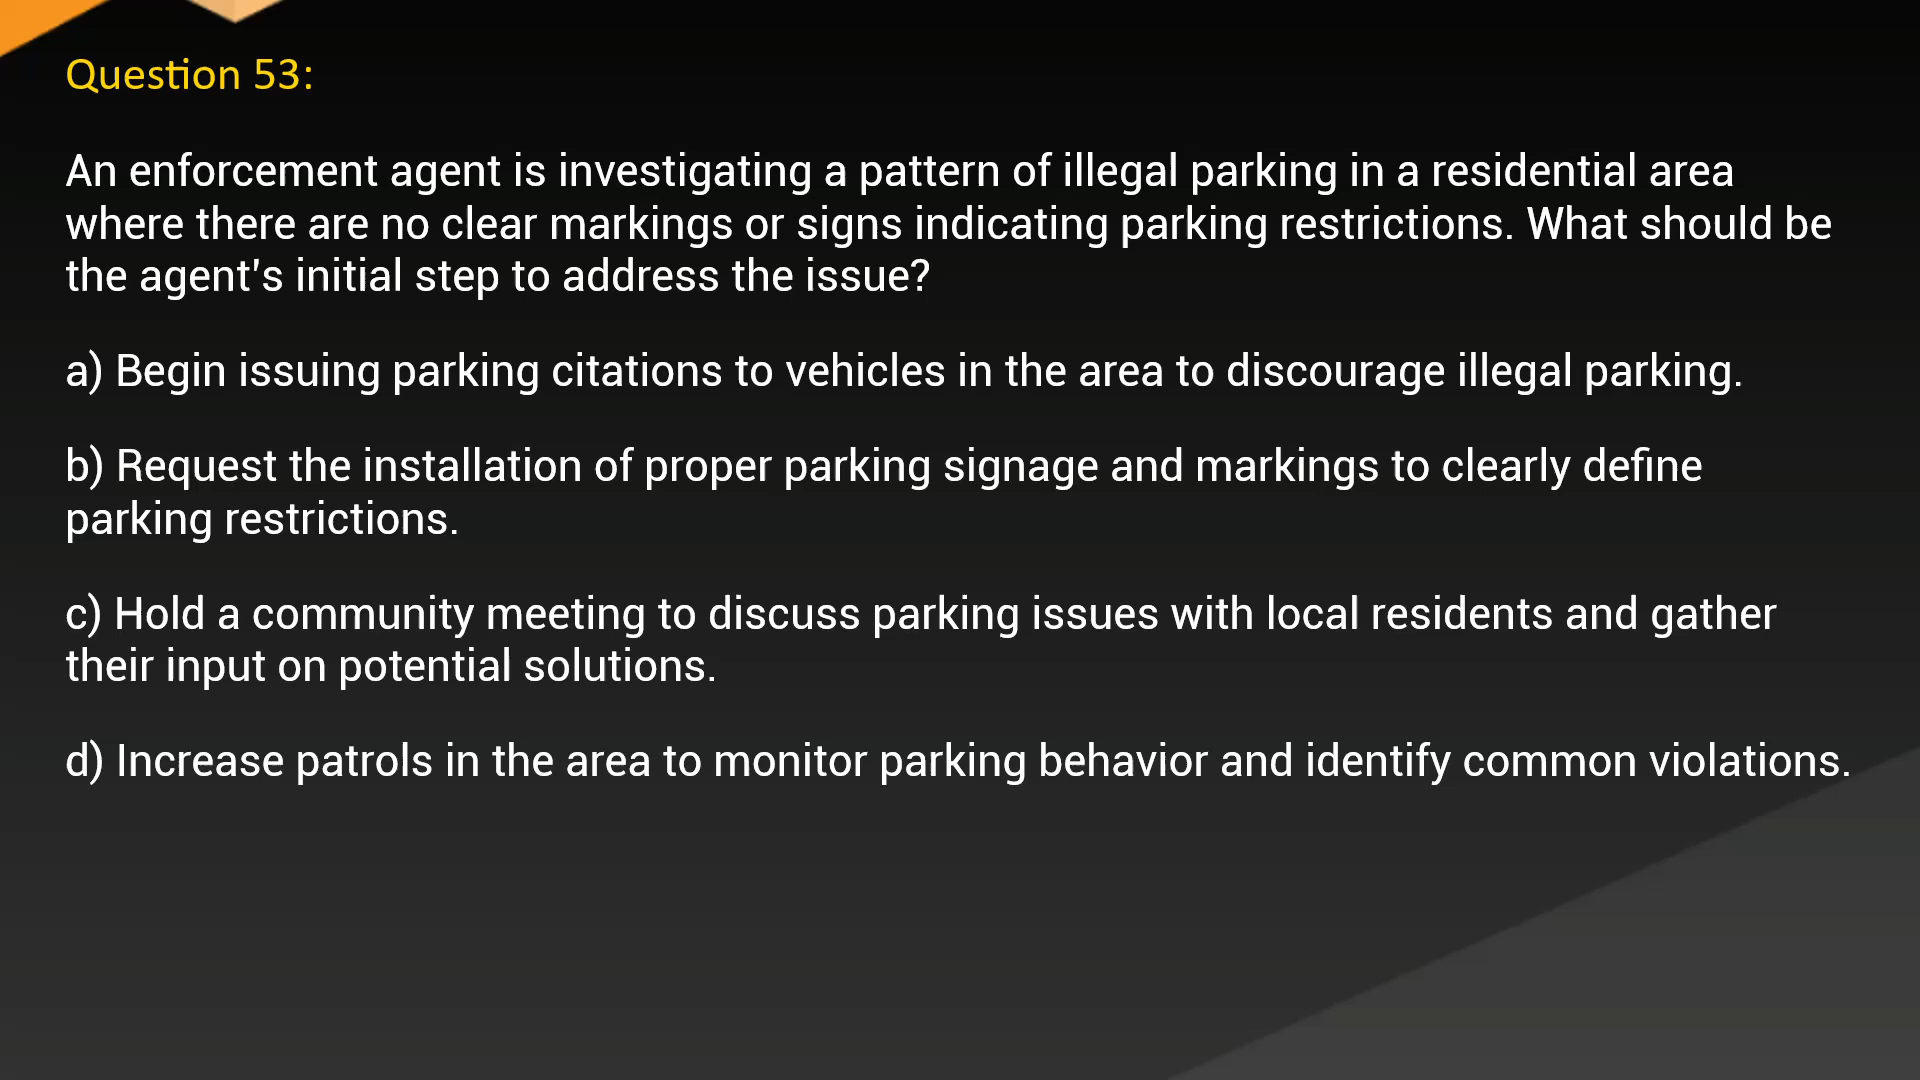 Question 53:
An enforcement agent is investigating a pattern of illegal parking in a residential area
where there are no clear markings or signs indicating parking restrictions. What should be
the agent's initial step to address the issue?
a) Begin issuing parking citations to vehicles in the area to discourage illegal parking.
b) Request the installation of proper parking signage and markings to clearly define
parking restrictions.
c) Hold a community meeting to discuss parking issues with local residents and gather
their input on potential solutions.
d) Increase patrols in the area to monitor parking behavior and identify common violations.